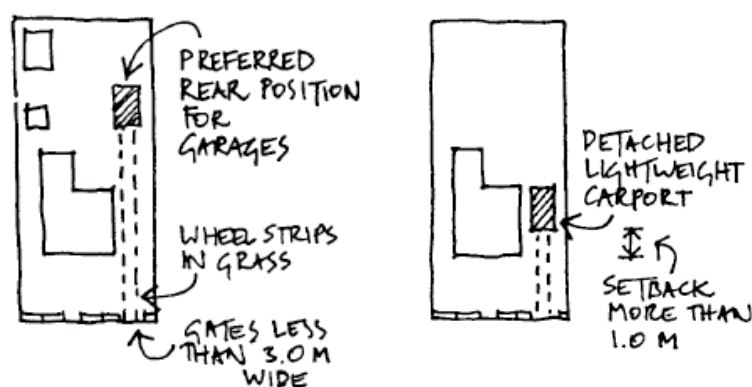 PREFERRED
REAR POSITION
FOR
GARAGES
WHEEL STRIPS
IN GRASS
GATES LESS
THAN 3.0 M
WIDE
DETACHED
LIGHTWEIGHT
CARPORT
SETBACK
MORE THAN
1.0 M